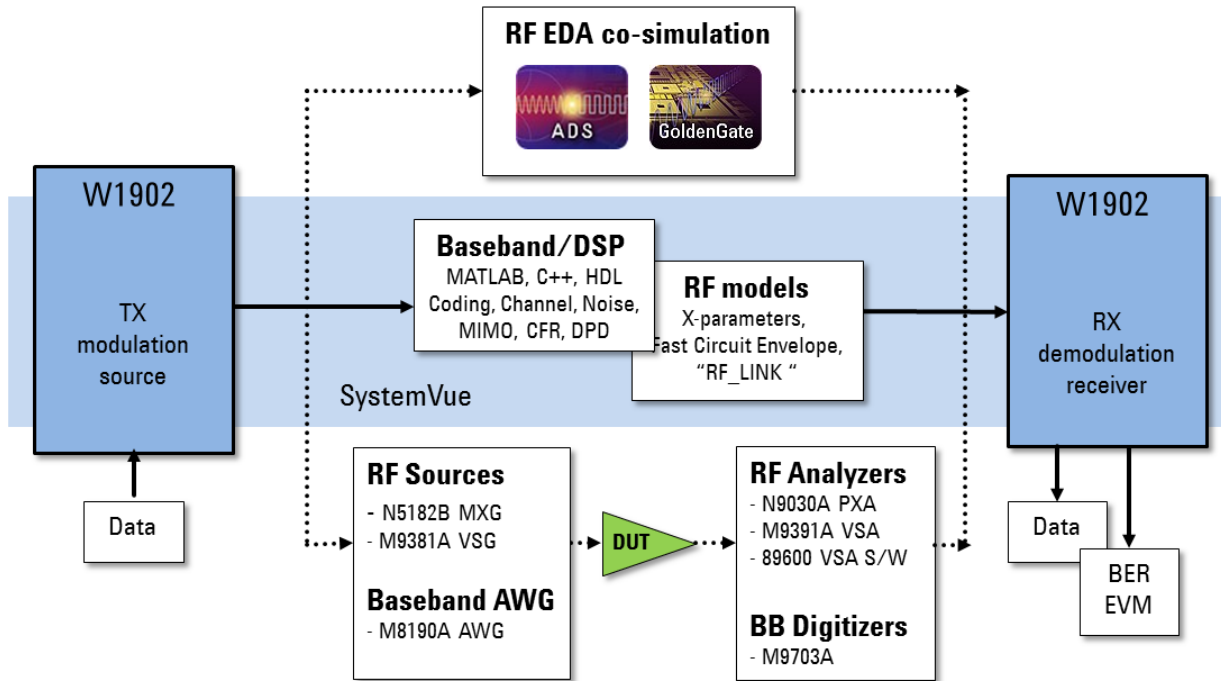 RF EDA co-simulation
ADS
GoldenGate
W1902
TX
modulation
source
Baseband/DSP
MATLAB, C++, HDL
Coding, Channel, Noise,
MIMO, CFR, DPD
RF models
X-parameters,
Fast Circuit Envelope,
"RF_LINK "
W1902
RX
demodulation
receiver
SystemVue
Data
RF Sources
- N5182B MXG
- M9381A VSG
Baseband AWG
- M8190A AWG
DUT
RF Analyzers
- N9030A PXA
- M9391A VSA
- 89600 VSA S/W
BB Digitizers
- M9703A
Data
BER
EVM